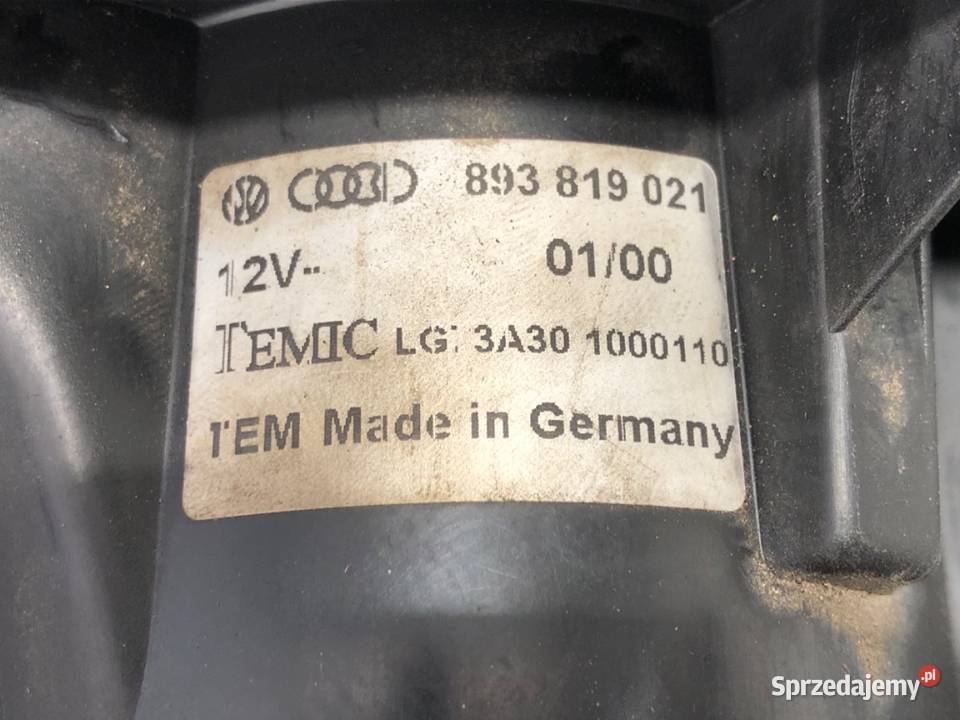 893 819 021
12V-- 01/00
TEMIC LG: 3A30 1000110
TEM Made in Germany
Sprzedajemy.pl